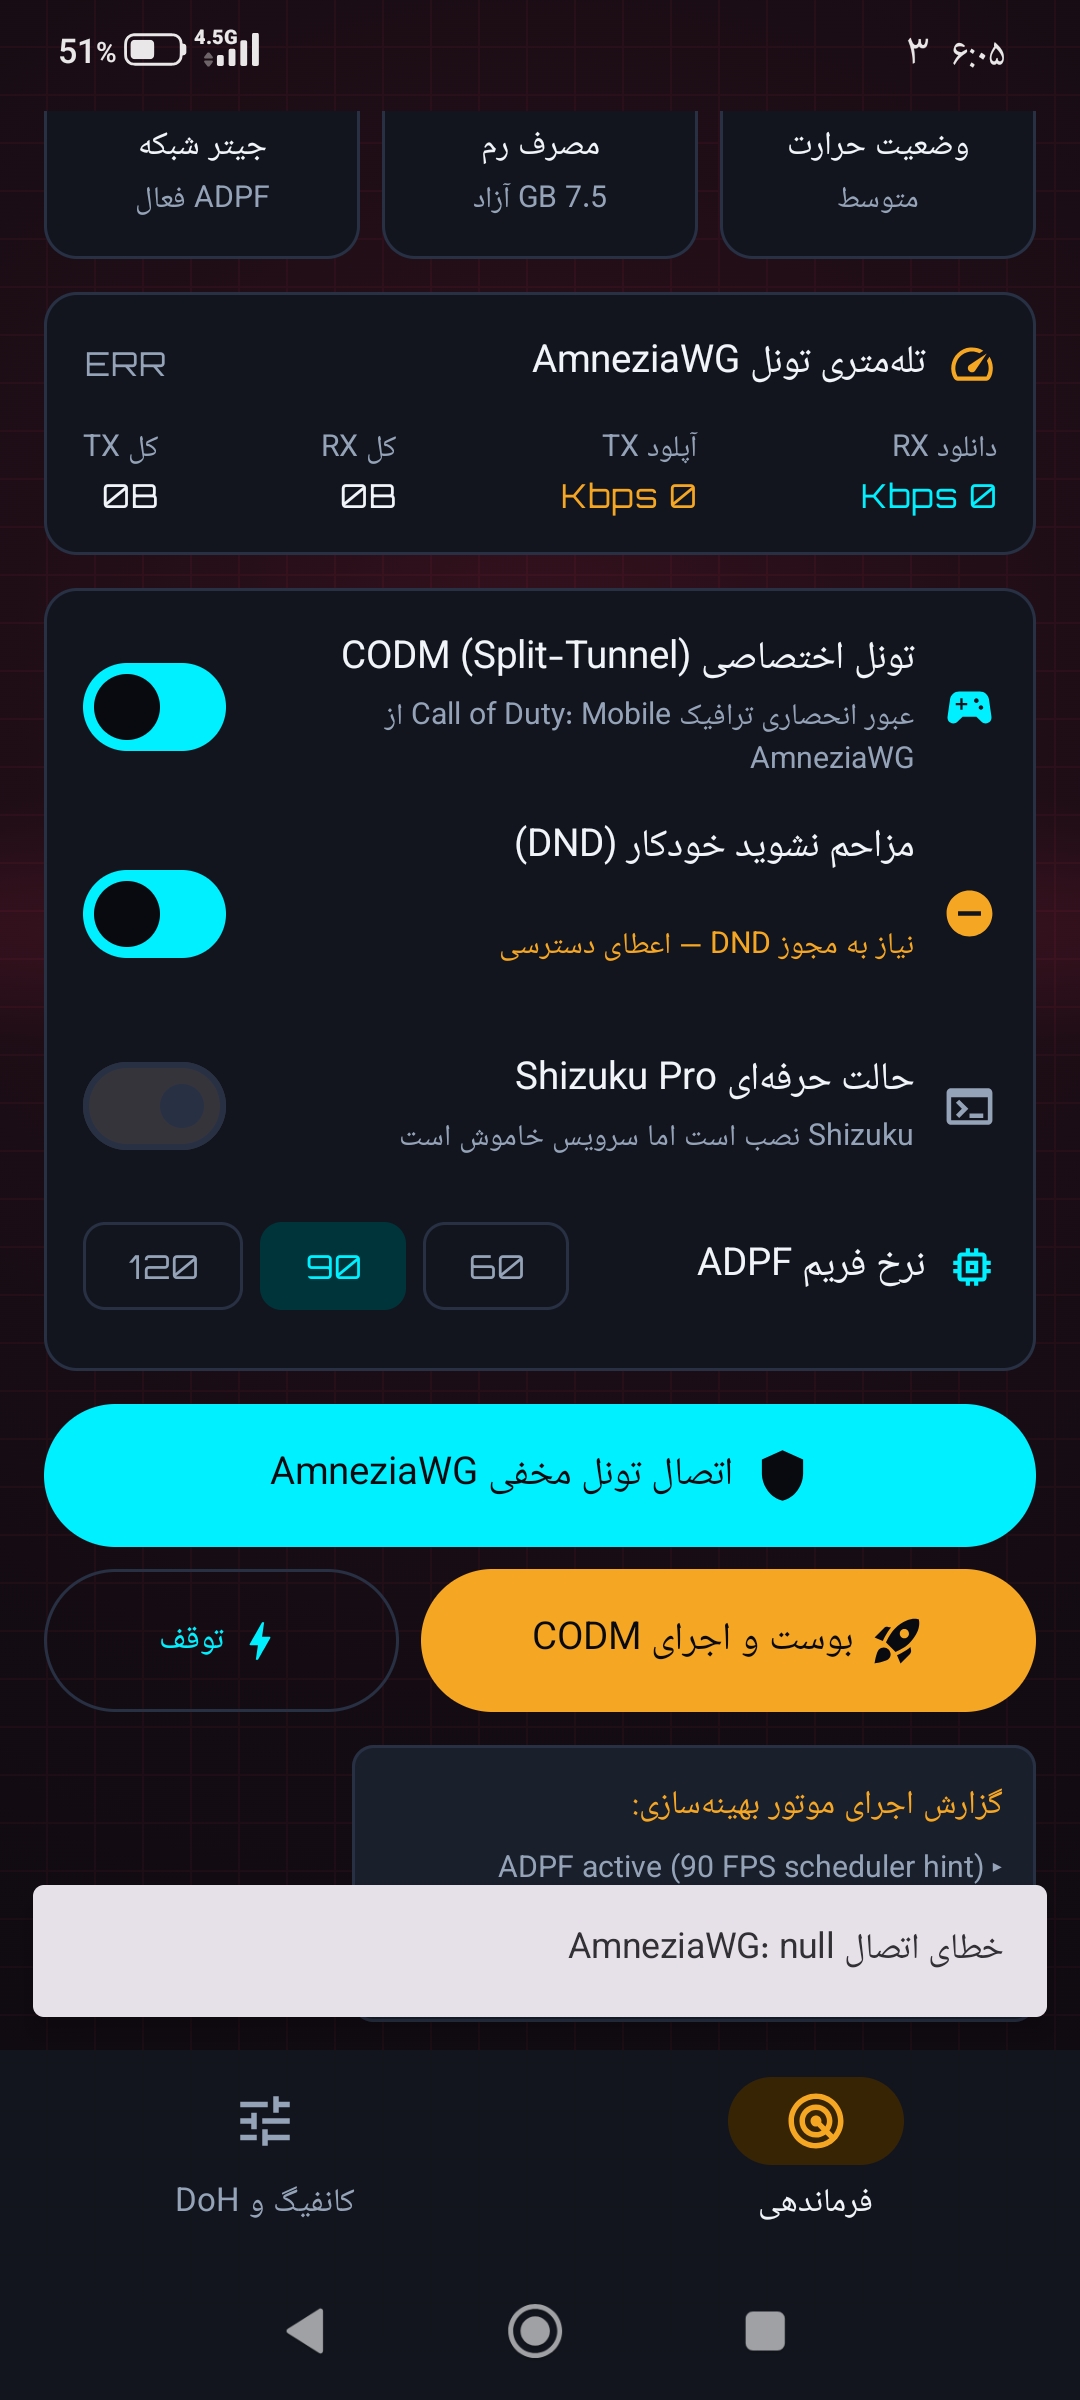 51% 4.5G ۳ ۶:۰۵
وضعیت حرارت
متوسط
مصرف رم
7.5 GB آزاد
جیتر شبکه
ADPF فعال
تله‌متری تونل AmneziaWG
ERR
دانلود RX
0 Kbps
آپلود TX
0 Kbps
کل RX
0B
کل TX
0B
تونل اختصاصی CODM (Split-Tunnel)
عبور انحصاری ترافیک Call of Duty: Mobile از
AmneziaWG
مزاحم نشوید خودکار (DND)
نیاز به مجوز DND — اعطای دسترسی
حالت حرفه‌ای Shizuku Pro
Shizuku نصب است اما سرویس خاموش است
نرخ فریم ADPF
60
90
120
اتصال تونل مخفی AmneziaWG
بوست و اجرای CODM
توقف
گزارش اجرای موتور بهینه‌سازی:
‣ ADPF active (90 FPS scheduler hint)
خطای اتصال AmneziaWG: null
فرماندهی
کانفیگ و DoH